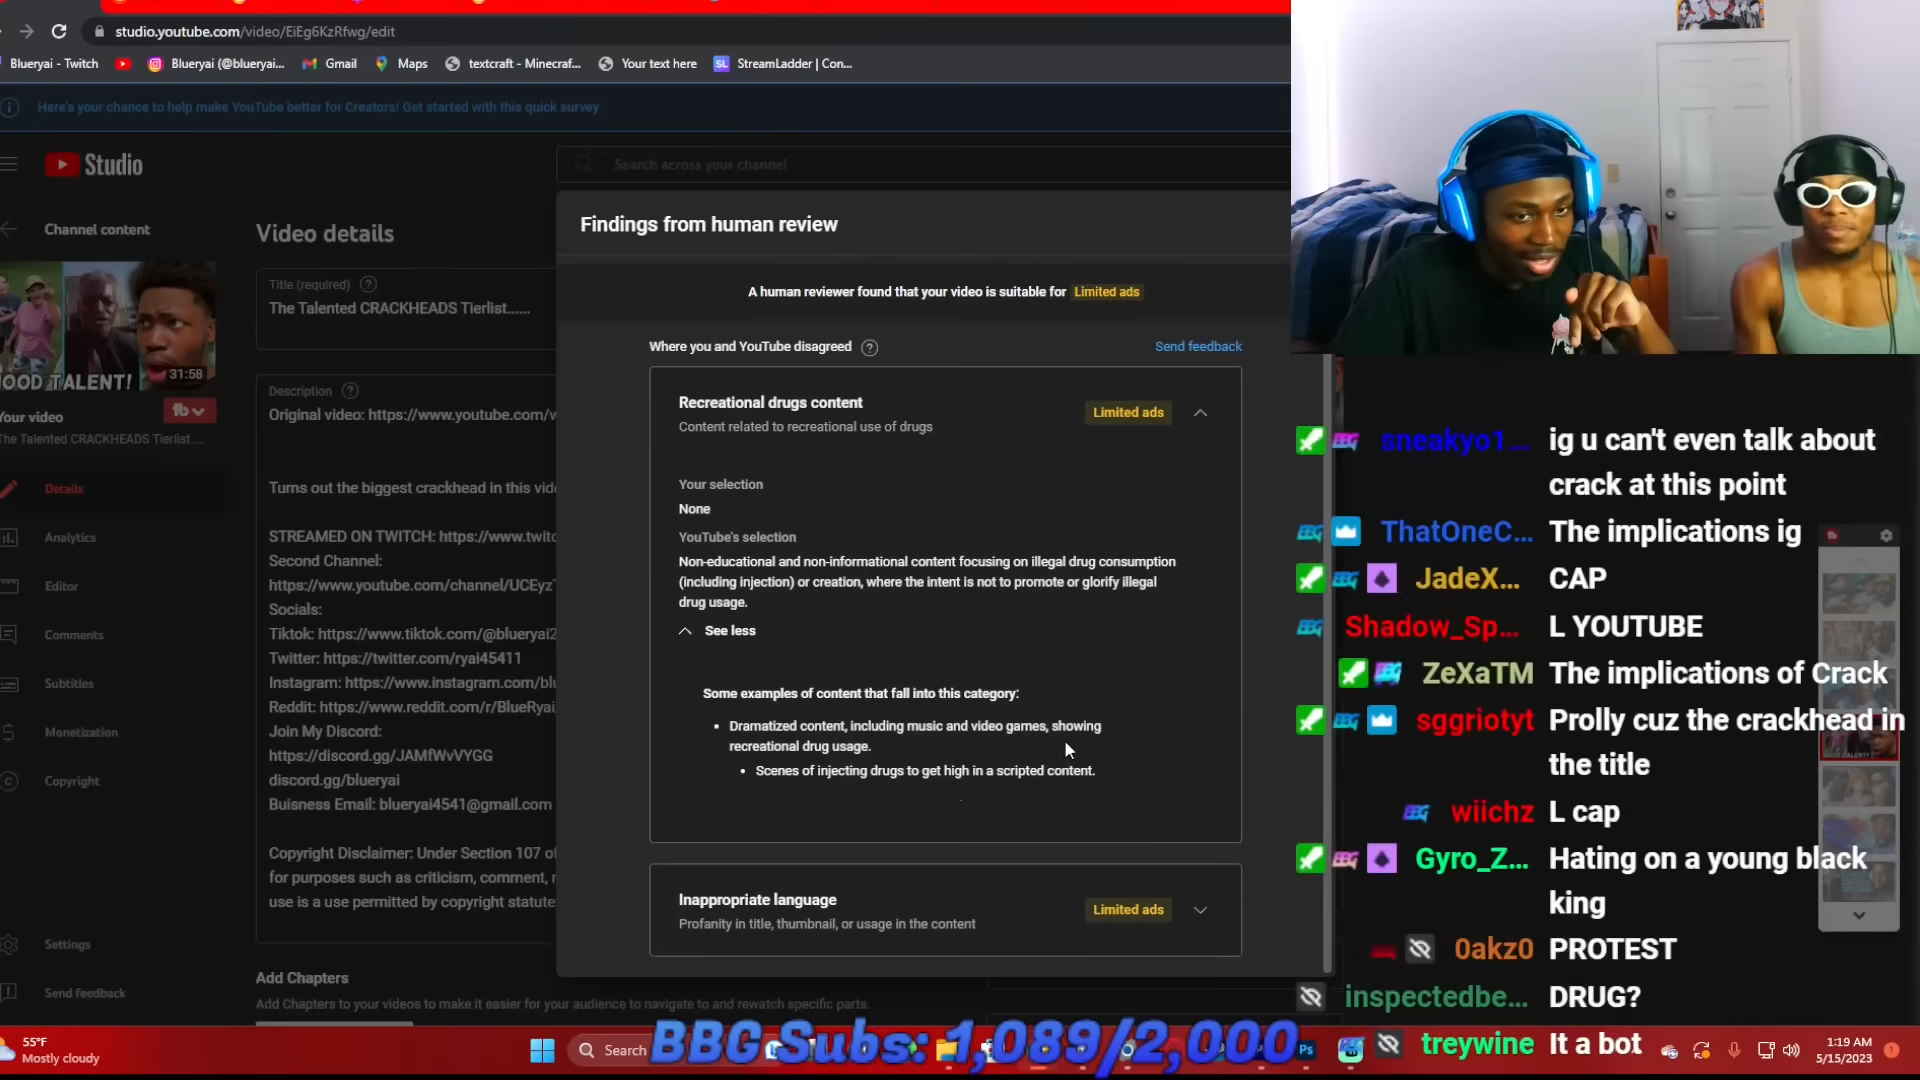 studio.youtube.com/video/EiEg6KzRfwg/edit
Blueryai - Twitch
Blueryai (@blueryai...
Gmail
Maps
textcraft - Minecraf...
Your text here
SL
StreamLadder | Con...
Here's your chance to help make YouTube better for Creators! Get started with this quick survey
Studio
Search across your channel
Channel content
OOD TALENT!
31:58
Your video
The Talented CRACKHEADS Tierlist....
Details
Analytics
Editor
Comments
Subtitles
Monetization
Copyright
Settings
Send feedback
Video details
Title (required)
The Talented CRACKHEADS Tierlist......
Description
Original video: https://www.youtube.com/v
Turns out the biggest crackhead in this vide
STREAMED ON TWITCH: https://www.twitc
Second Channel:
https://www.youtube.com/channel/UCEyz
Socials:
Tiktok: https://www.tiktok.com/@blueryai2
Twitter: https://twitter.com/ryai45411
Instagram: https://www.instagram.com/bl
Reddit: https://www.reddit.com/r/BlueRyai
Join My Discord:
https://discord.gg/JAMfWvVYGG
discord.gg/blueryai
Buisness Email: blueryai4541@gmail.com
Copyright Disclaimer: Under Section 107 of
for purposes such as criticism, comment,
use is a use permitted by copyright statute
Add Chapters
Add Chapters to your videos to make it easier for your audience to navigate to and rewatch specific parts.
Findings from human review
A human reviewer found that your video is suitable for Limited ads
Where you and YouTube disagreed
Send feedback
Recreational drugs content
Content related to recreational use of drugs
Limited ads
Your selection
None
YouTube's selection
Non-educational and non-informational content focusing on illegal drug consumption
(including injection) or creation, where the intent is not to promote or glorify illegal
drug usage.
See less
Some examples of content that fall into this category:
• Dramatized content, including music and video games, showing
recreational drug usage.
• Scenes of injecting drugs to get high in a scripted content.
Inappropriate language
Profanity in title, thumbnail, or usage in the content
Limited ads
sneakyo1... ig u can't even talk about
crack at this point
ThatOneC... The implications ig
JadeX... CAP
Shadow_Sp... L YOUTUBE
ZeXaTM The implications of Crack
sggriotyt Prolly cuz the crackhead in
the title
wiichz L cap
Gyro_Z... Hating on a young black
king
0akz0 PROTEST
inspectedbe... DRUG?
treywine It a bot
BBG Subs: 1,089/2,000
55°F
Mostly cloudy
Search
Ps
1:19 AM
5/15/2023
1